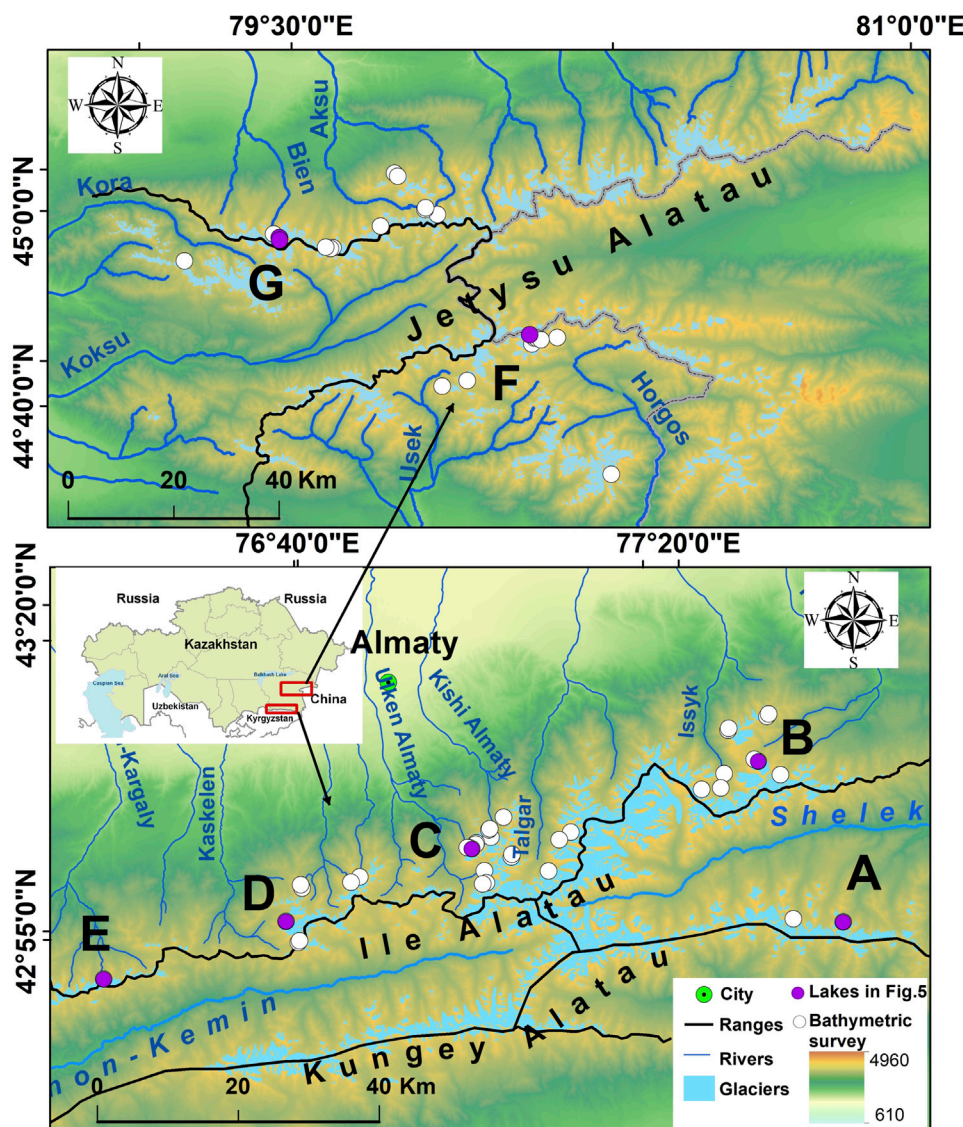 79°30'0"E
81°0'0"E
N
W
E
S
Aksu
Bien
Kora
45°0'0"N
Jerysu Alatau
G
Koksu
F
Horgos
Usek
44°40'0"N
0
20
40 Km
76°40'0"E
77°20'0"E
43°20'0"N
Russia
Russia
Kazakhstan
Balkhash Lake
Caspian Sea
Aral Sea
China
Uzbekistan
Kyrgyzstan
Almaty
N
W
E
S
Ulken Almaty
Kishi Almaty
Issyk
B
Kargaly
Kaskelen
Talgar
Shelek
C
A
D
E
42°55'0"N
Ile Alatau
non-Kemin
Kungey Alatau
0
20
40 Km
City
Lakes in Fig.5
Ranges
Bathymetric
survey
Rivers
4960
Glaciers
610